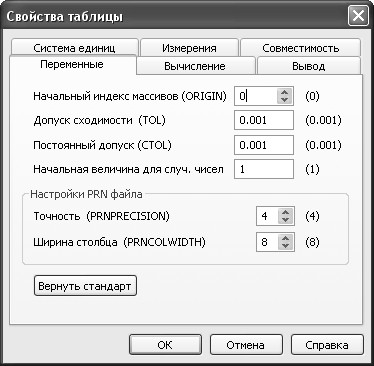 Свойства таблицы
Система единиц Измерения Совместимость
Переменные Вычисление Вывод
Начальный индекс массивов (ORIGIN) 0 (0)
Допуск сходимости (TOL) 0.001 (0.001)
Постоянный допуск (CTOL) 0.001 (0.001)
Начальная величина для случ. чисел 1 (1)
Настройки PRN файла
Точность (PRNPRECISION) 4 (4)
Ширина столбца (PRNCOLWIDTH) 8 (8)
Вернуть стандарт
OK Отмена Справка